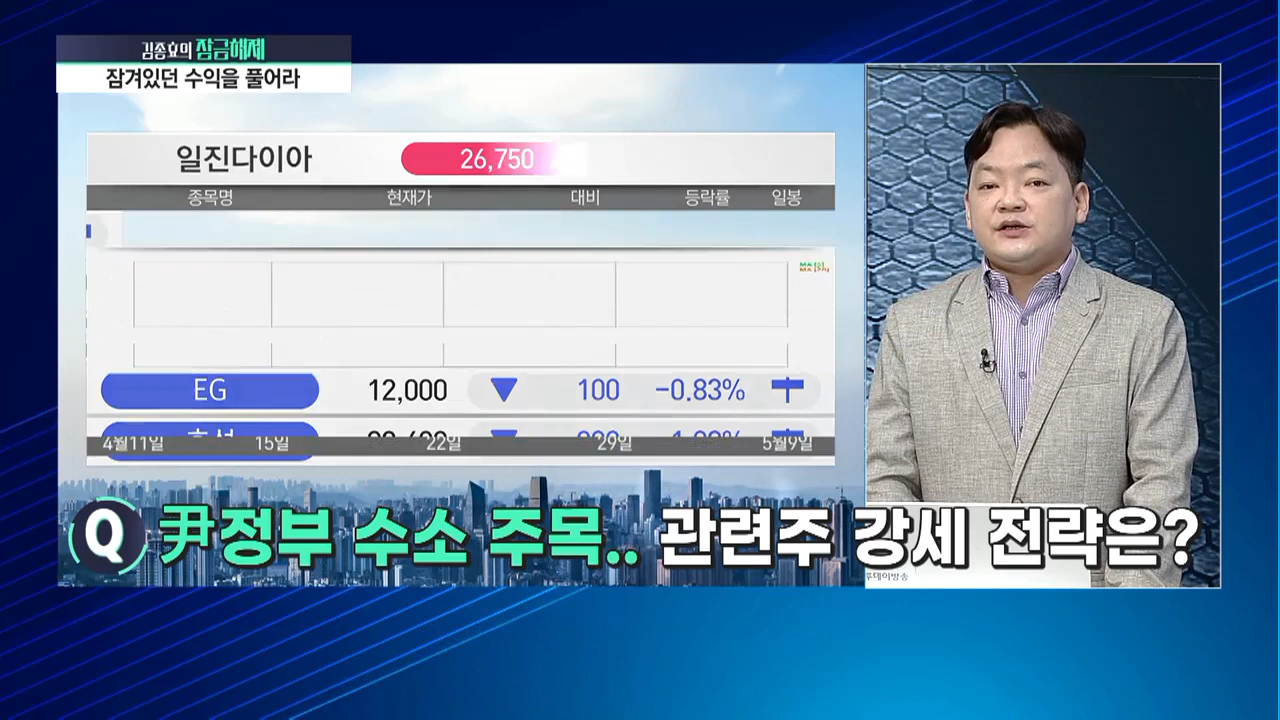 김종효의 잠금해제
잠겨있던 수익을 풀어라
일진다이아 26,750
종목명 현재가 대비 등락률 일봉
EG 12,000 ▼ 100 -0.83%
4월11일 15일 22일 29일 5월9일
Q 尹정부 수소 주목.. 관련주 강세 전략은?